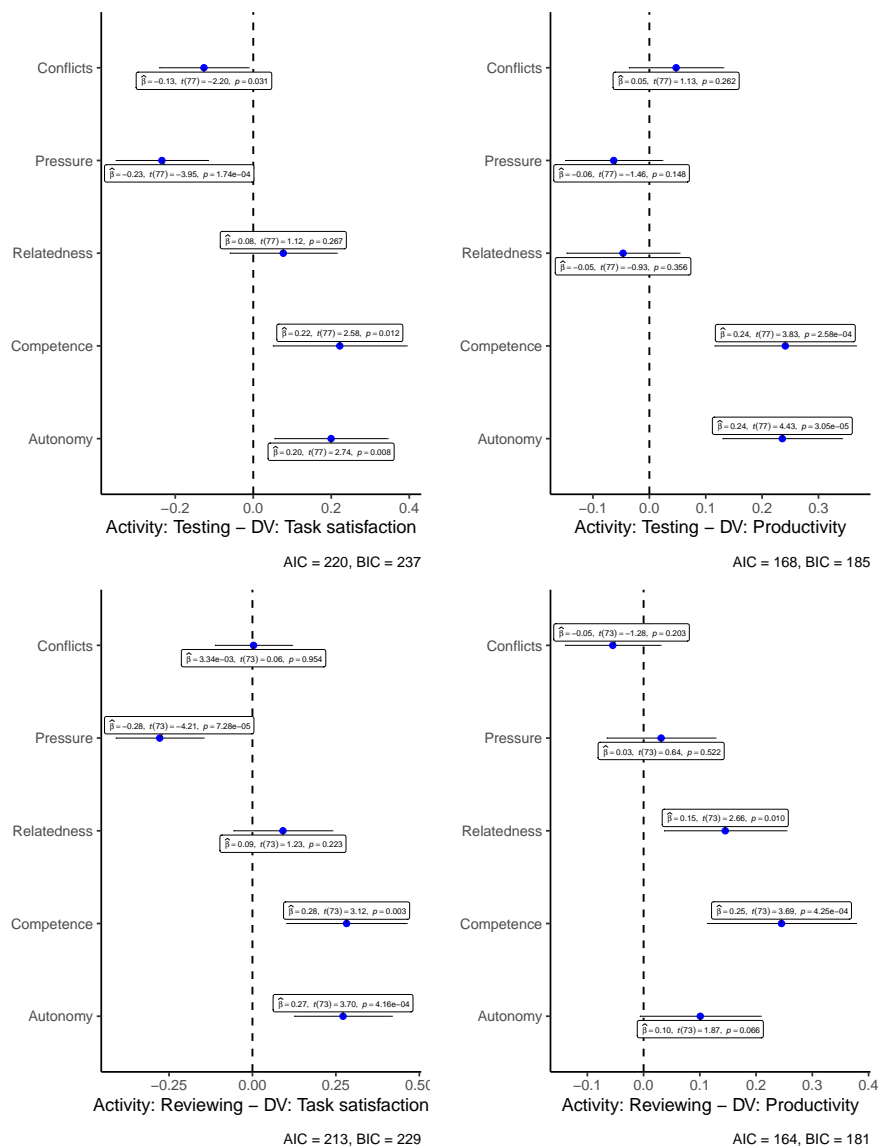 Conflicts
β̂ = −0.13, t(77) = −2.20, p = 0.031
Pressure
β̂ = −0.23, t(77) = −3.95, p = 1.74e−04
Relatedness
β̂ = 0.08, t(77) = 1.12, p = 0.267
Competence
β̂ = 0.22, t(77) = 2.58, p = 0.012
Autonomy
β̂ = 0.20, t(77) = 2.74, p = 0.008
−0.2 0.0 0.2 0.4
Activity: Testing − DV: Task satisfaction
AIC = 220, BIC = 237
Conflicts
β̂ = 0.05, t(77) = 1.13, p = 0.262
Pressure
β̂ = −0.06, t(77) = −1.46, p = 0.148
Relatedness
β̂ = −0.05, t(77) = −0.93, p = 0.356
Competence
β̂ = 0.24, t(77) = 3.83, p = 2.58e−04
Autonomy
β̂ = 0.24, t(77) = 4.43, p = 3.05e−05
−0.1 0.0 0.1 0.2 0.3
Activity: Testing − DV: Productivity
AIC = 168, BIC = 185
Conflicts
β̂ = 3.34e−03, t(73) = 0.06, p = 0.954
Pressure
β̂ = −0.28, t(73) = −4.21, p = 7.28e−05
Relatedness
β̂ = 0.09, t(73) = 1.23, p = 0.223
Competence
β̂ = 0.28, t(73) = 3.12, p = 0.003
Autonomy
β̂ = 0.27, t(73) = 3.70, p = 4.16e−04
−0.25 0.00 0.25 0.50
Activity: Reviewing − DV: Task satisfaction
AIC = 213, BIC = 229
Conflicts
β̂ = −0.05, t(73) = −1.28, p = 0.203
Pressure
β̂ = 0.03, t(73) = 0.64, p = 0.522
Relatedness
β̂ = 0.15, t(73) = 2.66, p = 0.010
Competence
β̂ = 0.25, t(73) = 3.69, p = 4.25e−04
Autonomy
β̂ = 0.10, t(73) = 1.87, p = 0.066
−0.1 0.0 0.1 0.2 0.3 0.4
Activity: Reviewing − DV: Productivity
AIC = 164, BIC = 181